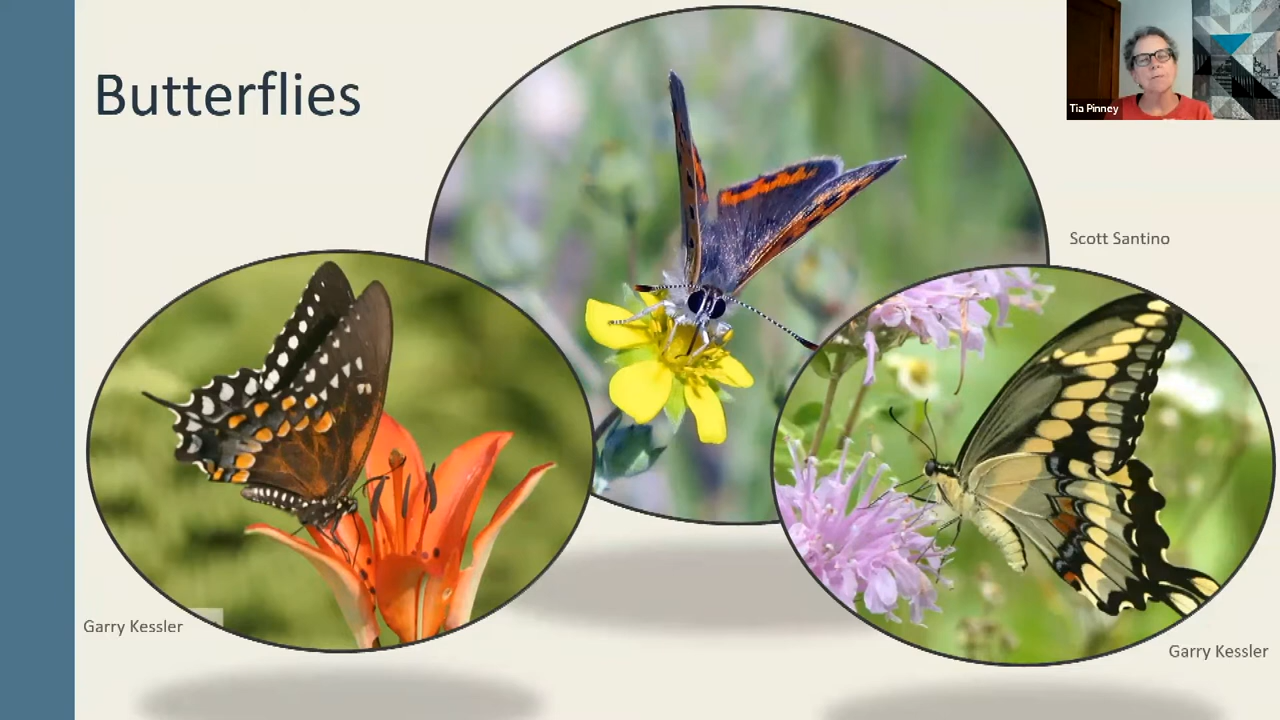 Butterflies
Tia Pinney
Scott Santino
Garry Kessler
Garry Kessler